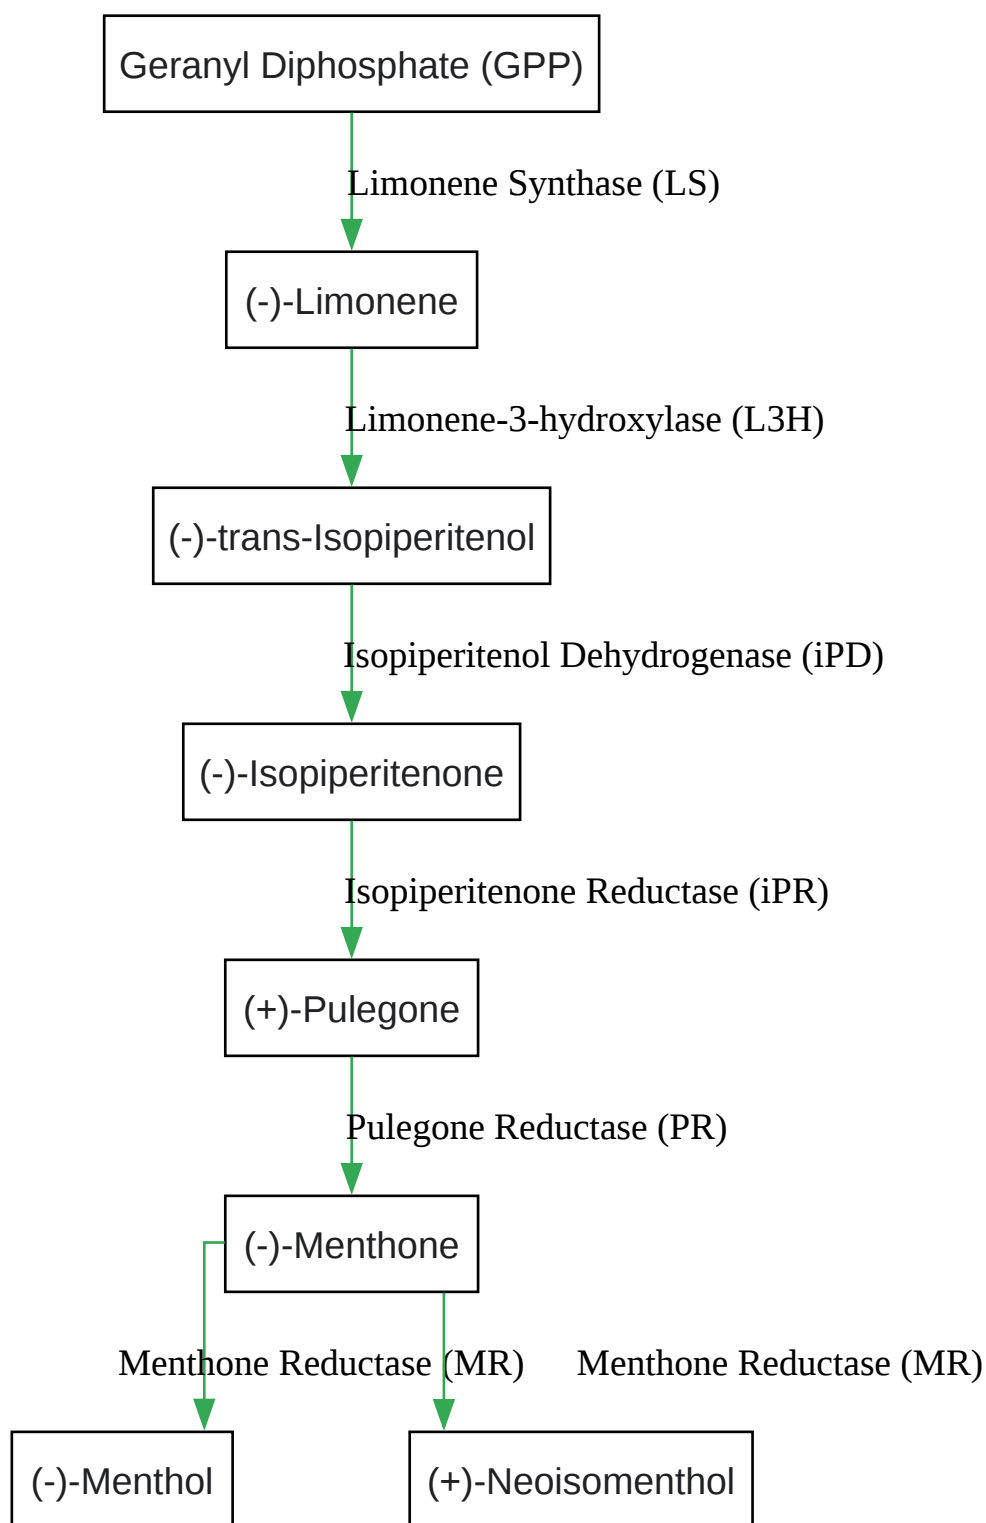 Geranyl Diphosphate (GPP)
Limonene Synthase (LS)
(-)-Limonene
Limonene-3-hydroxylase (L3H)
(-)-trans-Isopiperitenol
Isopiperitenol Dehydrogenase (iPD)
(-)-Isopiperitenone
Isopiperitenone Reductase (iPR)
(+)-Pulegone
Pulegone Reductase (PR)
(-)-Menthone
Menthone Reductase (MR)
Menthone Reductase (MR)
(-)-Menthol
(+)-Neoisomenthol